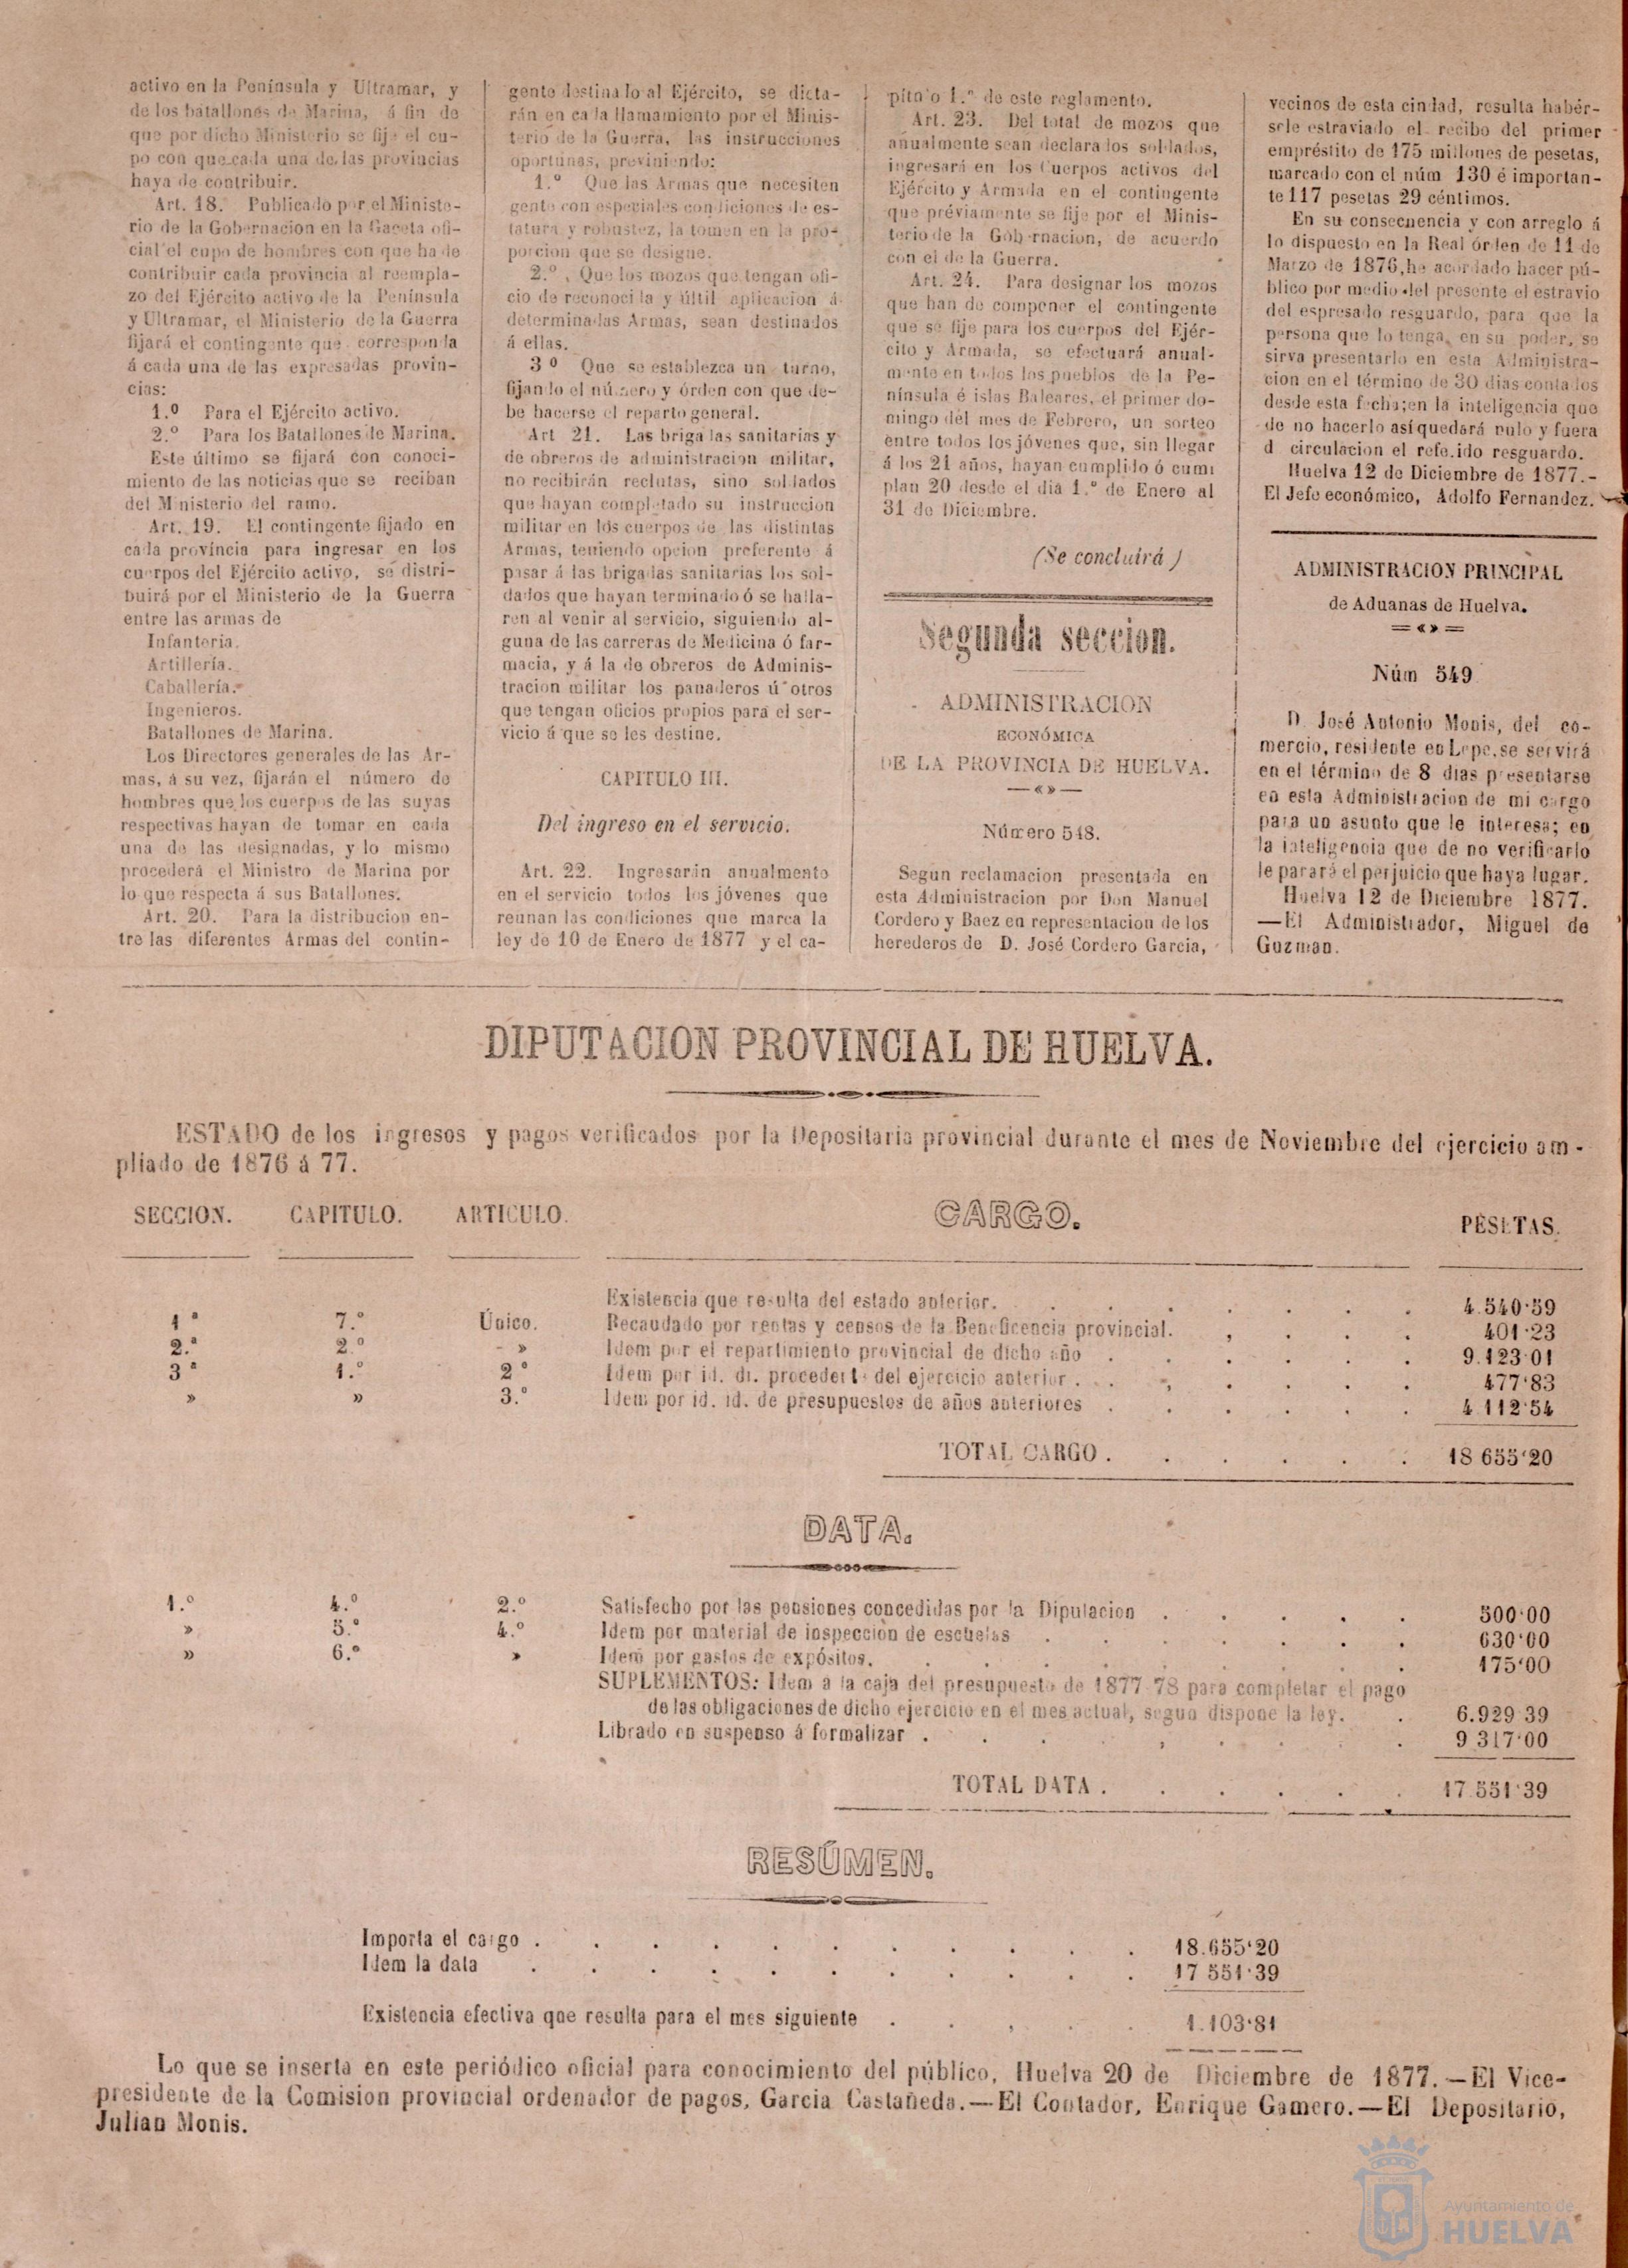 activo en la Península y Ultramar, y
de los batallones de Marina, á fin de
que por dicho Ministerio se fije el cu-
po con que cada una de las provincias
haya de contribuir.
Art. 18. Publicado por el Ministe-
rio de la Gobernacion en la Gaceta ofi-
cial el cupo de hombres con que ha de
contribuir cada provincia al reempla-
zo del Ejército activo de la Península
y Ultramar, el Ministerio de la Guerra
fijará el contingente que corresponda
á cada una de las expresadas provin-
cias:
1.º Para el Ejército activo.
2.º Para los Batallones de Marina.
Este último se fijará con conoci-
miento de las noticias que se reciban
del Ministerio del ramo.
Art. 19. El contingente fijado en
cada província para ingresar en los
cuerpos del Ejército activo, se distri-
buirá por el Ministerio de la Guerra
entre las armas de
Infantería.
Artillería.
Caballería.
Ingenieros.
Batallones de Marina.
Los Directores generales de las Ar-
mas, á su vez, fijarán el número de
hombres que los cuerpos de las suyas
respectivas hayan de tomar en cada
una de las designadas, y lo mismo
procederá el Ministro de Marina por
lo que respecta á sus Batallones.
Art. 20. Para la distribucion en-
tre las diferentes Armas del contin-
gente destinado al Ejército, se dicta-
rán en cada llamamiento por el Minis-
terio de la Guerra, las instrucciones
oportunas, previniendo:
1.º Que las Armas que necesiten
gente con especiales condiciones de es-
tatura y robustez, la tomen en la pro-
porcion que se desigue.
2.º Que los mozos que tengan ofi-
cio de reconocida y últil aplicacion á
determinadas Armas, sean destinados
á ellas.
3º Que se establezca un turno,
fijando el número y órden con que de-
be hacerse el reparto general.
Art 21. Las brigadas sanitarias y
de obreros de administracion militar,
no recibirán reclutas, sino soldados
que hayan completado su instruccion
militar en los cuerpos de las distintas
Armas, teniendo opcion preferente á
pasar á las brigadas sanitarias los sol-
dados que hayan terminado ó se halla-
ren al venir al servicio, siguiendo al-
guna de las carreras de Medicina ó far-
macia, y á la de obreros de Adminis-
tracion militar los panaderos ú otros
que tengan oficios propios para el ser-
vicio á que se les destine.
CAPITULO III.
Del ingreso en el servicio.
Art. 22. Ingresarán anualmente
en el servicio todos los jóvenes que
reunan las condiciones que marca la
ley de 10 de Enero de 1877 y el ca-
pítulo 1.º de este reglamento.
Art. 23. Del total de mozos que
anualmente sean declarados soldados,
ingresará en los Cuerpos activos del
Ejército y Armada en el contingente
que préviamente se fije por el Minis-
terio de la Gobernacion, de acuerdo
con el de la Guerra.
Art. 24. Para designar los mozos
que han de componer el contingente
que se fije para los cuerpos del Ejér-
cito y Armada, se efectuará anual-
mente en todos los pueblos de la Pe-
nínsula é islas Baleares, el primer do-
mingo del mes de Febrero, un sorteo
entre todos los jóvenes que, sin llegar
á los 21 años, hayan cumplido ó cum
plan 20 desde el dia 1.º de Enero al
31 de Diciembre.
(Se concluirá )
Segunda seccion.
ADMINISTRACION
ECONÓMICA
DE LA PROVINCIA DE HUELVA.
—«»—
Número 548.
Segun reclamacion presentada en
esta Administracion por Don Manuel
Cordero y Baez en representacion de los
herederos de D. José Cordero Garcia,
vecinos de esta ciudad, resulta habér-
sele estraviado el recibo del primer
empréstito de 175 millones de pesetas,
marcado con el núm 130 é importan-
te 117 pesetas 29 céntimos.
En su consecuencia y con arreglo á
lo dispuesto en la Real órden de 11 de
Marzo de 1876, he acordado hacer pú-
blico por medio del presente el estravio
del espresado resguardo, para que la
persona que lo tenga en su poder, se
sirva presentarlo en esta Administra-
cion en el término de 30 dias contados
desde esta fecha; en la inteligencia que
de no hacerlo así quedará nulo y fuera
d circulacion el referido resguardo.
Huelva 12 de Diciembre de 1877.-
El Jefe económico, Adolfo Fernandez.
ADMINISTRACION PRINCIPAL
de Aduanas de Huelva.
=«»=
Núm 549
D. José Antonio Monis, del co-
mercio, residente en Lepe, se servirá
en el término de 8 dias presentarse
en esta Administracion de mi cargo
para un asunto que le interesa; en
la inteligencia que de no verificarlo
le parará el perjuicio que haya lugar.
Huelva 12 de Diciembre 1877.
—El Administrador, Miguel de
Guzman.
DIPUTACION PROVINCIAL DE HUELVA.
ESTADO de los ingresos y pagos verificados por la Depositaria provincial durante el mes de Noviembre del ejercicio am-
pliado de 1876 á 77.
SECCION. CAPITULO. ARTICULO. CARGO. PESETAS.
Existencia que resulta del estado anterior. 4.540'59
1ª 7.º Único. Recaudado por rentas y censos de la Beneficencia provincial. 401'23
2.ª 2.º » Idem por el repartimiento provincial de dicho año 9.123'01
3ª 1.º 2º Idem por id. di. procedente del ejercicio anterior. 477'83
» » 3.º Idem por id. id. de presupuestos de años anteriores 4.112'54
TOTAL CARGO. 18 655'20
DATA.
1.º 4.º 2.º Satisfecho por las pensiones concedidas por la Diputacion 500'00
» 5.º 4.º Idem por material de inspeccion de escuelas 630'00
» 6.º » Idem por gastos de expósitos. 175'00
SUPLEMENTOS: Idem á la caja del presupuesto de 1877-78 para completar el pago
de las obligaciones de dicho ejercicio en el mes actual, segun dispone la ley. 6.929 39
Librado en suspenso á formalizar 9 317'00
TOTAL DATA. 17.551'39
RESÚMEN.
Importa el cargo. 18.655'20
Idem la data 17 551'39
Existencia efectiva que resulta para el mes siguiente 1.103'81
Lo que se inserta en este periódico oficial para conocimiento del público, Huelva 20 de Diciembre de 1877.—El Vice-
presidente de la Comision provincial ordenador de pagos, Garcia Castañeda.—El Contador, Enrique Gamero.—El Depositario,
Julian Monis.
Ayuntamiento de
HUELVA